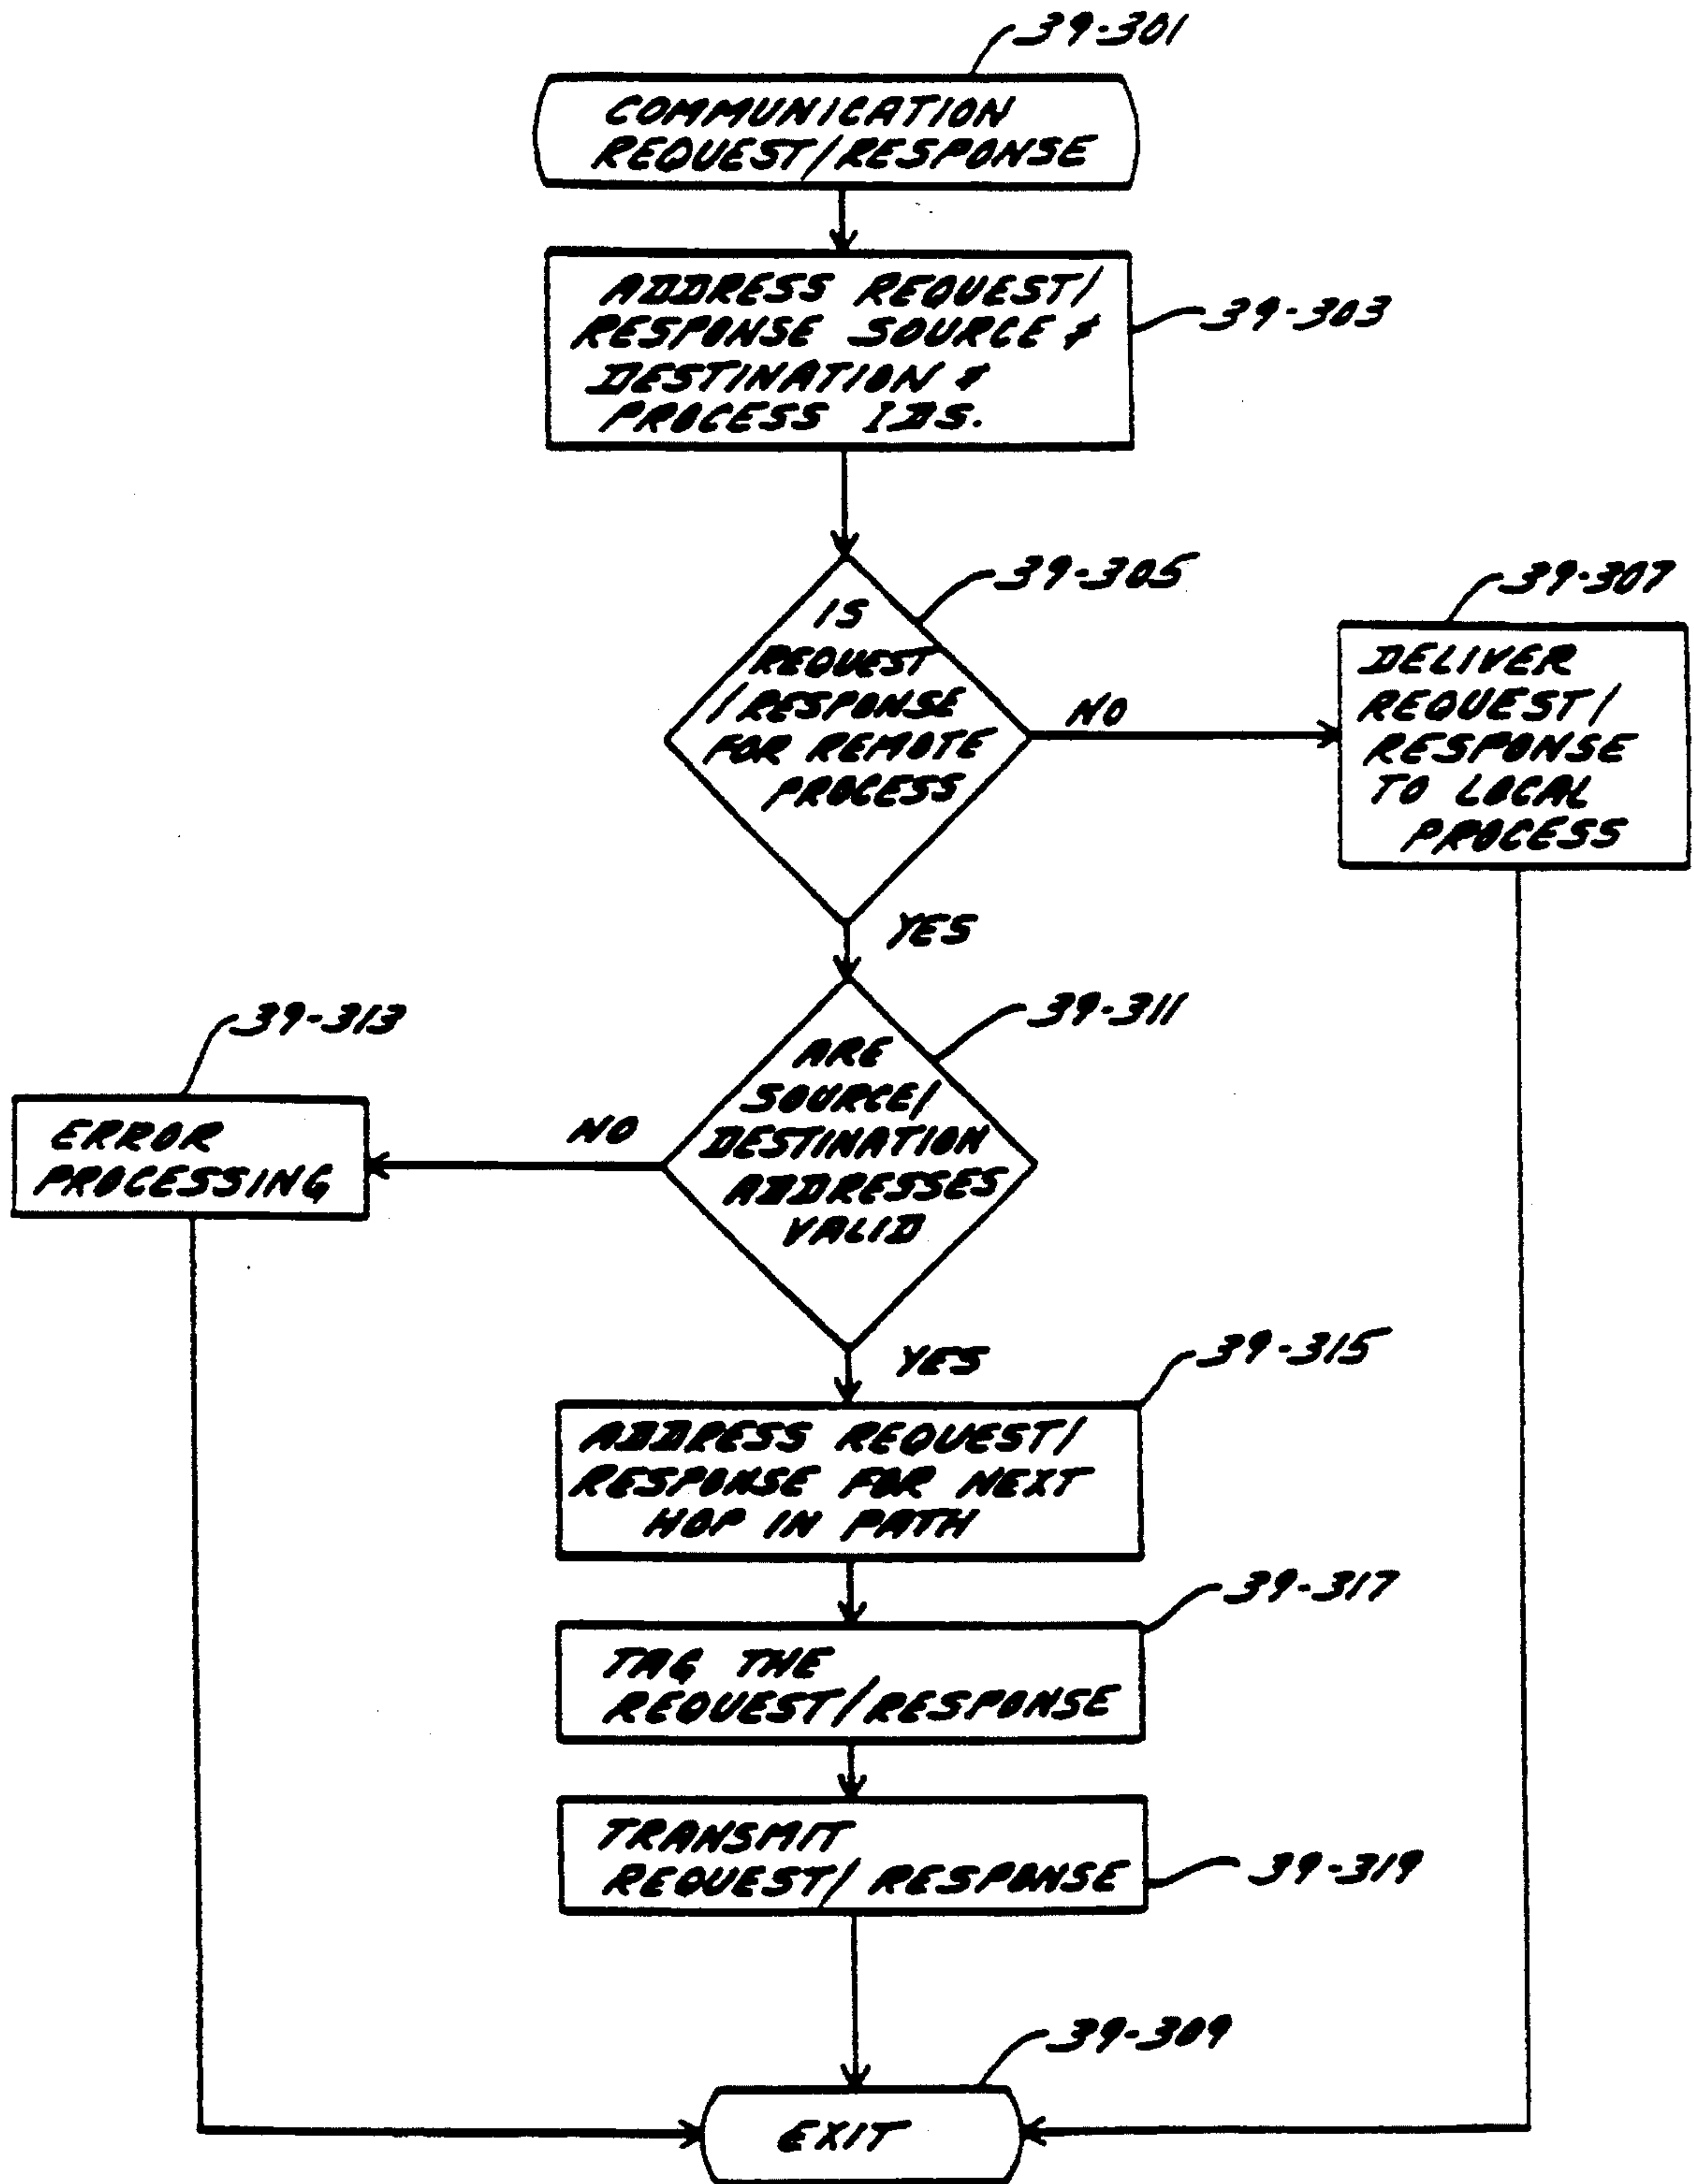 39-301
COMMUNICATION
REQUEST/RESPONSE
ADDRESS REQUEST/
RESPONSE SOURCE &
DESTINATION &
PROCESS IDS.
39-303
39-305
IS
REQUEST
/RESPONSE
FOR REMOTE
PROCESS
NO
39-307
DELIVER
REQUEST/
RESPONSE
TO LOCAL
PROCESS
YES
39-311
ARE
SOURCE/
DESTINATION
ADDRESSES
VALID
NO
39-313
ERROR
PROCESSING
YES
39-315
ADDRESS REQUEST/
RESPONSE FOR NEXT
HOP IN PATH
39-317
TAG THE
REQUEST/RESPONSE
TRANSMIT
REQUEST/RESPONSE
39-319
39-309
EXIT